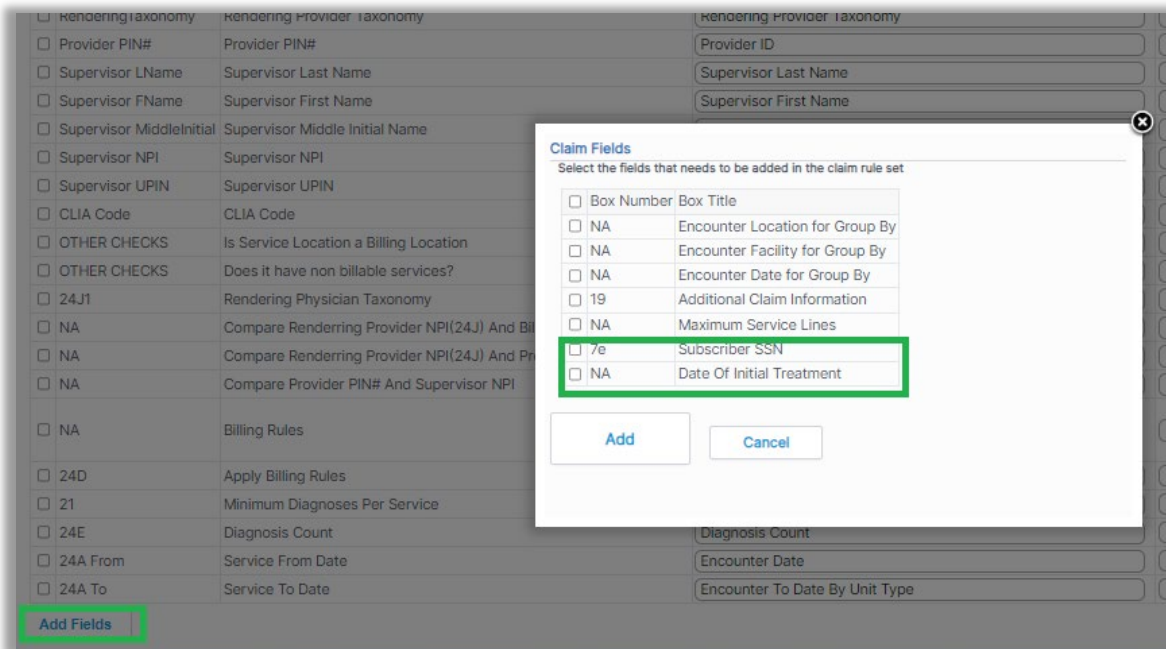 RenderingTaxonomy Rendering Provider Taxonomy Rendering Provider Taxonomy
Provider PIN# Provider PIN# Provider ID
Supervisor LName Supervisor Last Name Supervisor Last Name
Supervisor FName Supervisor First Name Supervisor First Name
Supervisor MiddleInitial Supervisor Middle Initial Name
Supervisor NPI Supervisor NPI
Supervisor UPIN Supervisor UPIN
CLIA Code CLIA Code
OTHER CHECKS Is Service Location a Billing Location
OTHER CHECKS Does it have non billable services?
24J1 Rendering Physician Taxonomy
NA Compare Renderring Provider NPI(24J) And Bil
NA Compare Renderring Provider NPI(24J) And Pr
NA Compare Provider PIN# And Supervisor NPI
NA Billing Rules
24D Apply Billing Rules
21 Minimum Diagnoses Per Service
24E Diagnosis Count Diagnosis Count
24A From Service From Date Encounter Date
24A To Service To Date Encounter To Date By Unit Type
Add Fields
Claim Fields
Select the fields that needs to be added in the claim rule set
Box Number Box Title
NA Encounter Location for Group By
NA Encounter Facility for Group By
NA Encounter Date for Group By
19 Additional Claim Information
NA Maximum Service Lines
7e Subscriber SSN
NA Date Of Initial Treatment
Add Cancel